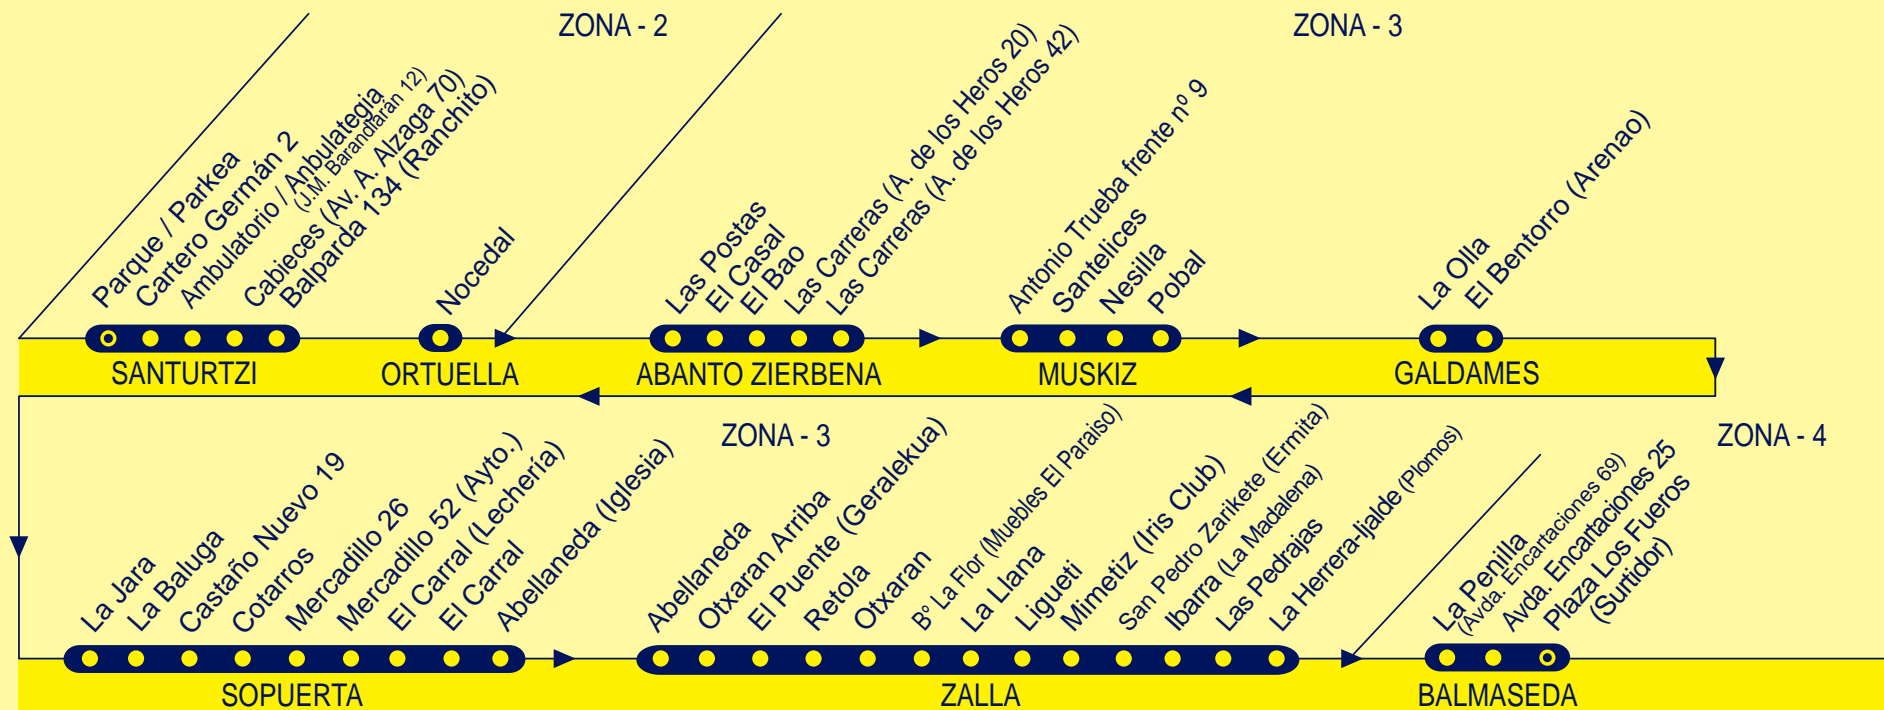 ZONA - 2
ZONA - 3
Parque / Parkea
Cartero Germán 2
Ambulatorio / Anbulategia
(J.M. Barandiarán 12)
Cabieces (Av. A. Alzaga 70)
Balparda 134 (Ranchito)
Nocedal
Las Postas
El Casal
El Bao
Las Carreras (A. de los Heros 20)
Las Carreras (A. de los Heros 42)
Antonio Trueba frente nº 9
Santelices
Nesilla
Pobal
La Olla
El Bentorro (Arenao)
SANTURTZI
ORTUELLA
ABANTO ZIERBENA
MUSKIZ
GALDAMES
ZONA - 3
ZONA - 4
La Jara
La Baluga
Castaño Nuevo 19
Cotarros
Mercadillo 26
Mercadillo 52 (Ayto.)
El Carral (Lechería)
El Carral
Abellaneda (Iglesia)
Abellaneda
Otxaran Arriba
El Puente (Geralekua)
Retola
Otxaran
Bº La Flor (Muebles El Paraiso)
La Llana
Ligueti
Mimetiz (Iris Club)
San Pedro Zarikete (Ermita)
Ibarra (La Madalena)
Las Pedrajas
La Herrera-Ijalde (Plomos)
La Penilla
(Avda. Encartaciones 69)
Avda. Encartaciones 25
Plaza Los Fueros
(Surtidor)
SOPUERTA
ZALLA
BALMASEDA